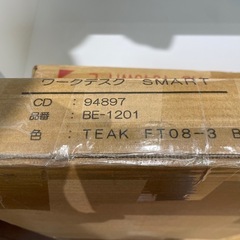 ワークデスク SMART
CD : 94897
品番 : BE-1201
色 : TEAK FT08-3 B